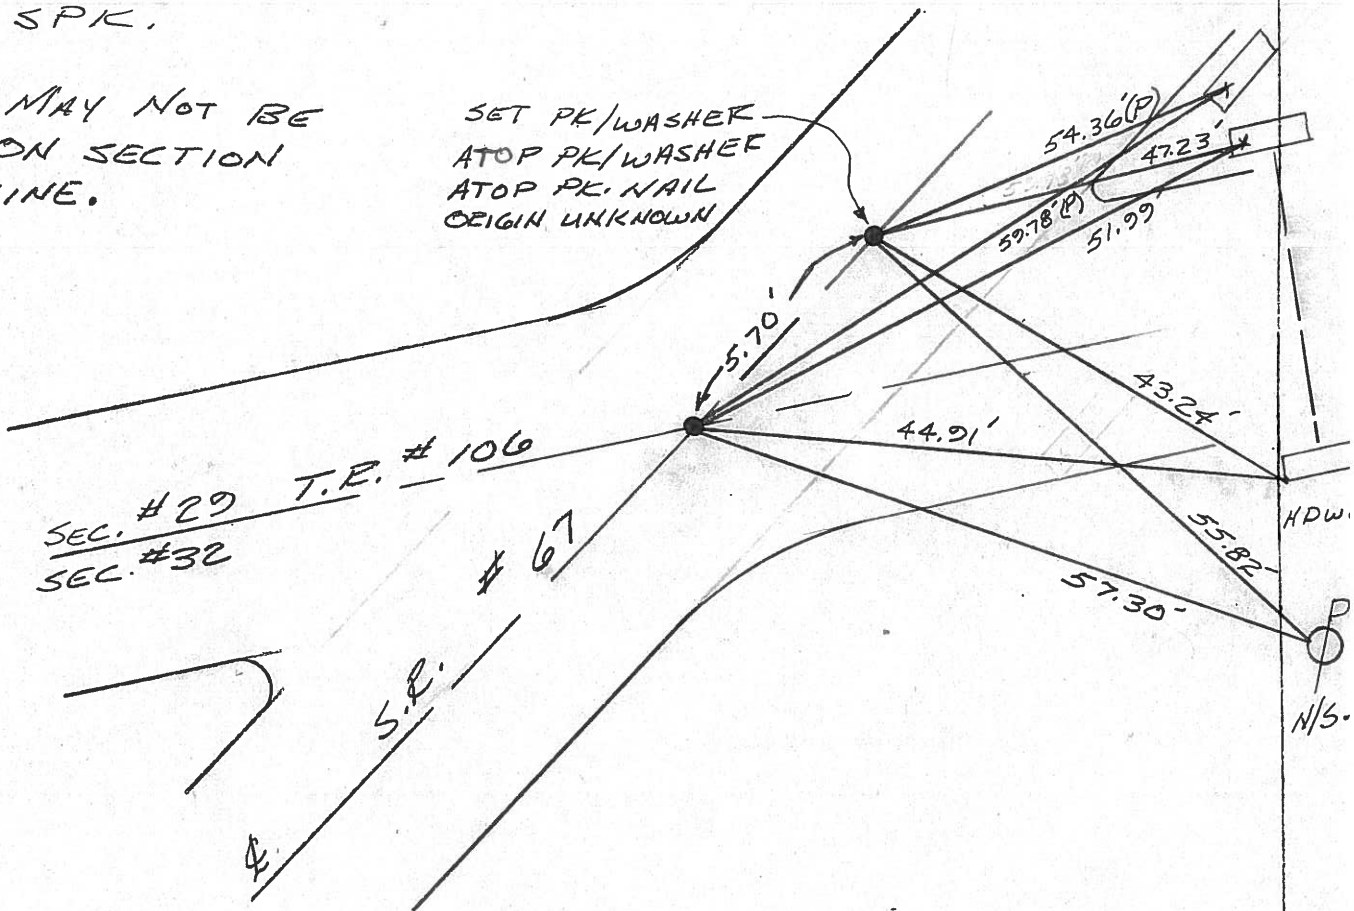 SPK.
MAY NOT BE
ON SECTION
INE.
SET PK/WASHER
ATOP PK/WASHER
ATOP PK. NAIL
ORIGIN UNKNOWN
54.36'(P)
47.23'
59.78'(P)
51.99'
5.70'
43.24'
44.91'
55.82'
57.30'
SEC. #29
T.R. #106
SEC. #32
S.R. #67
℄
HDW
P
N/S.